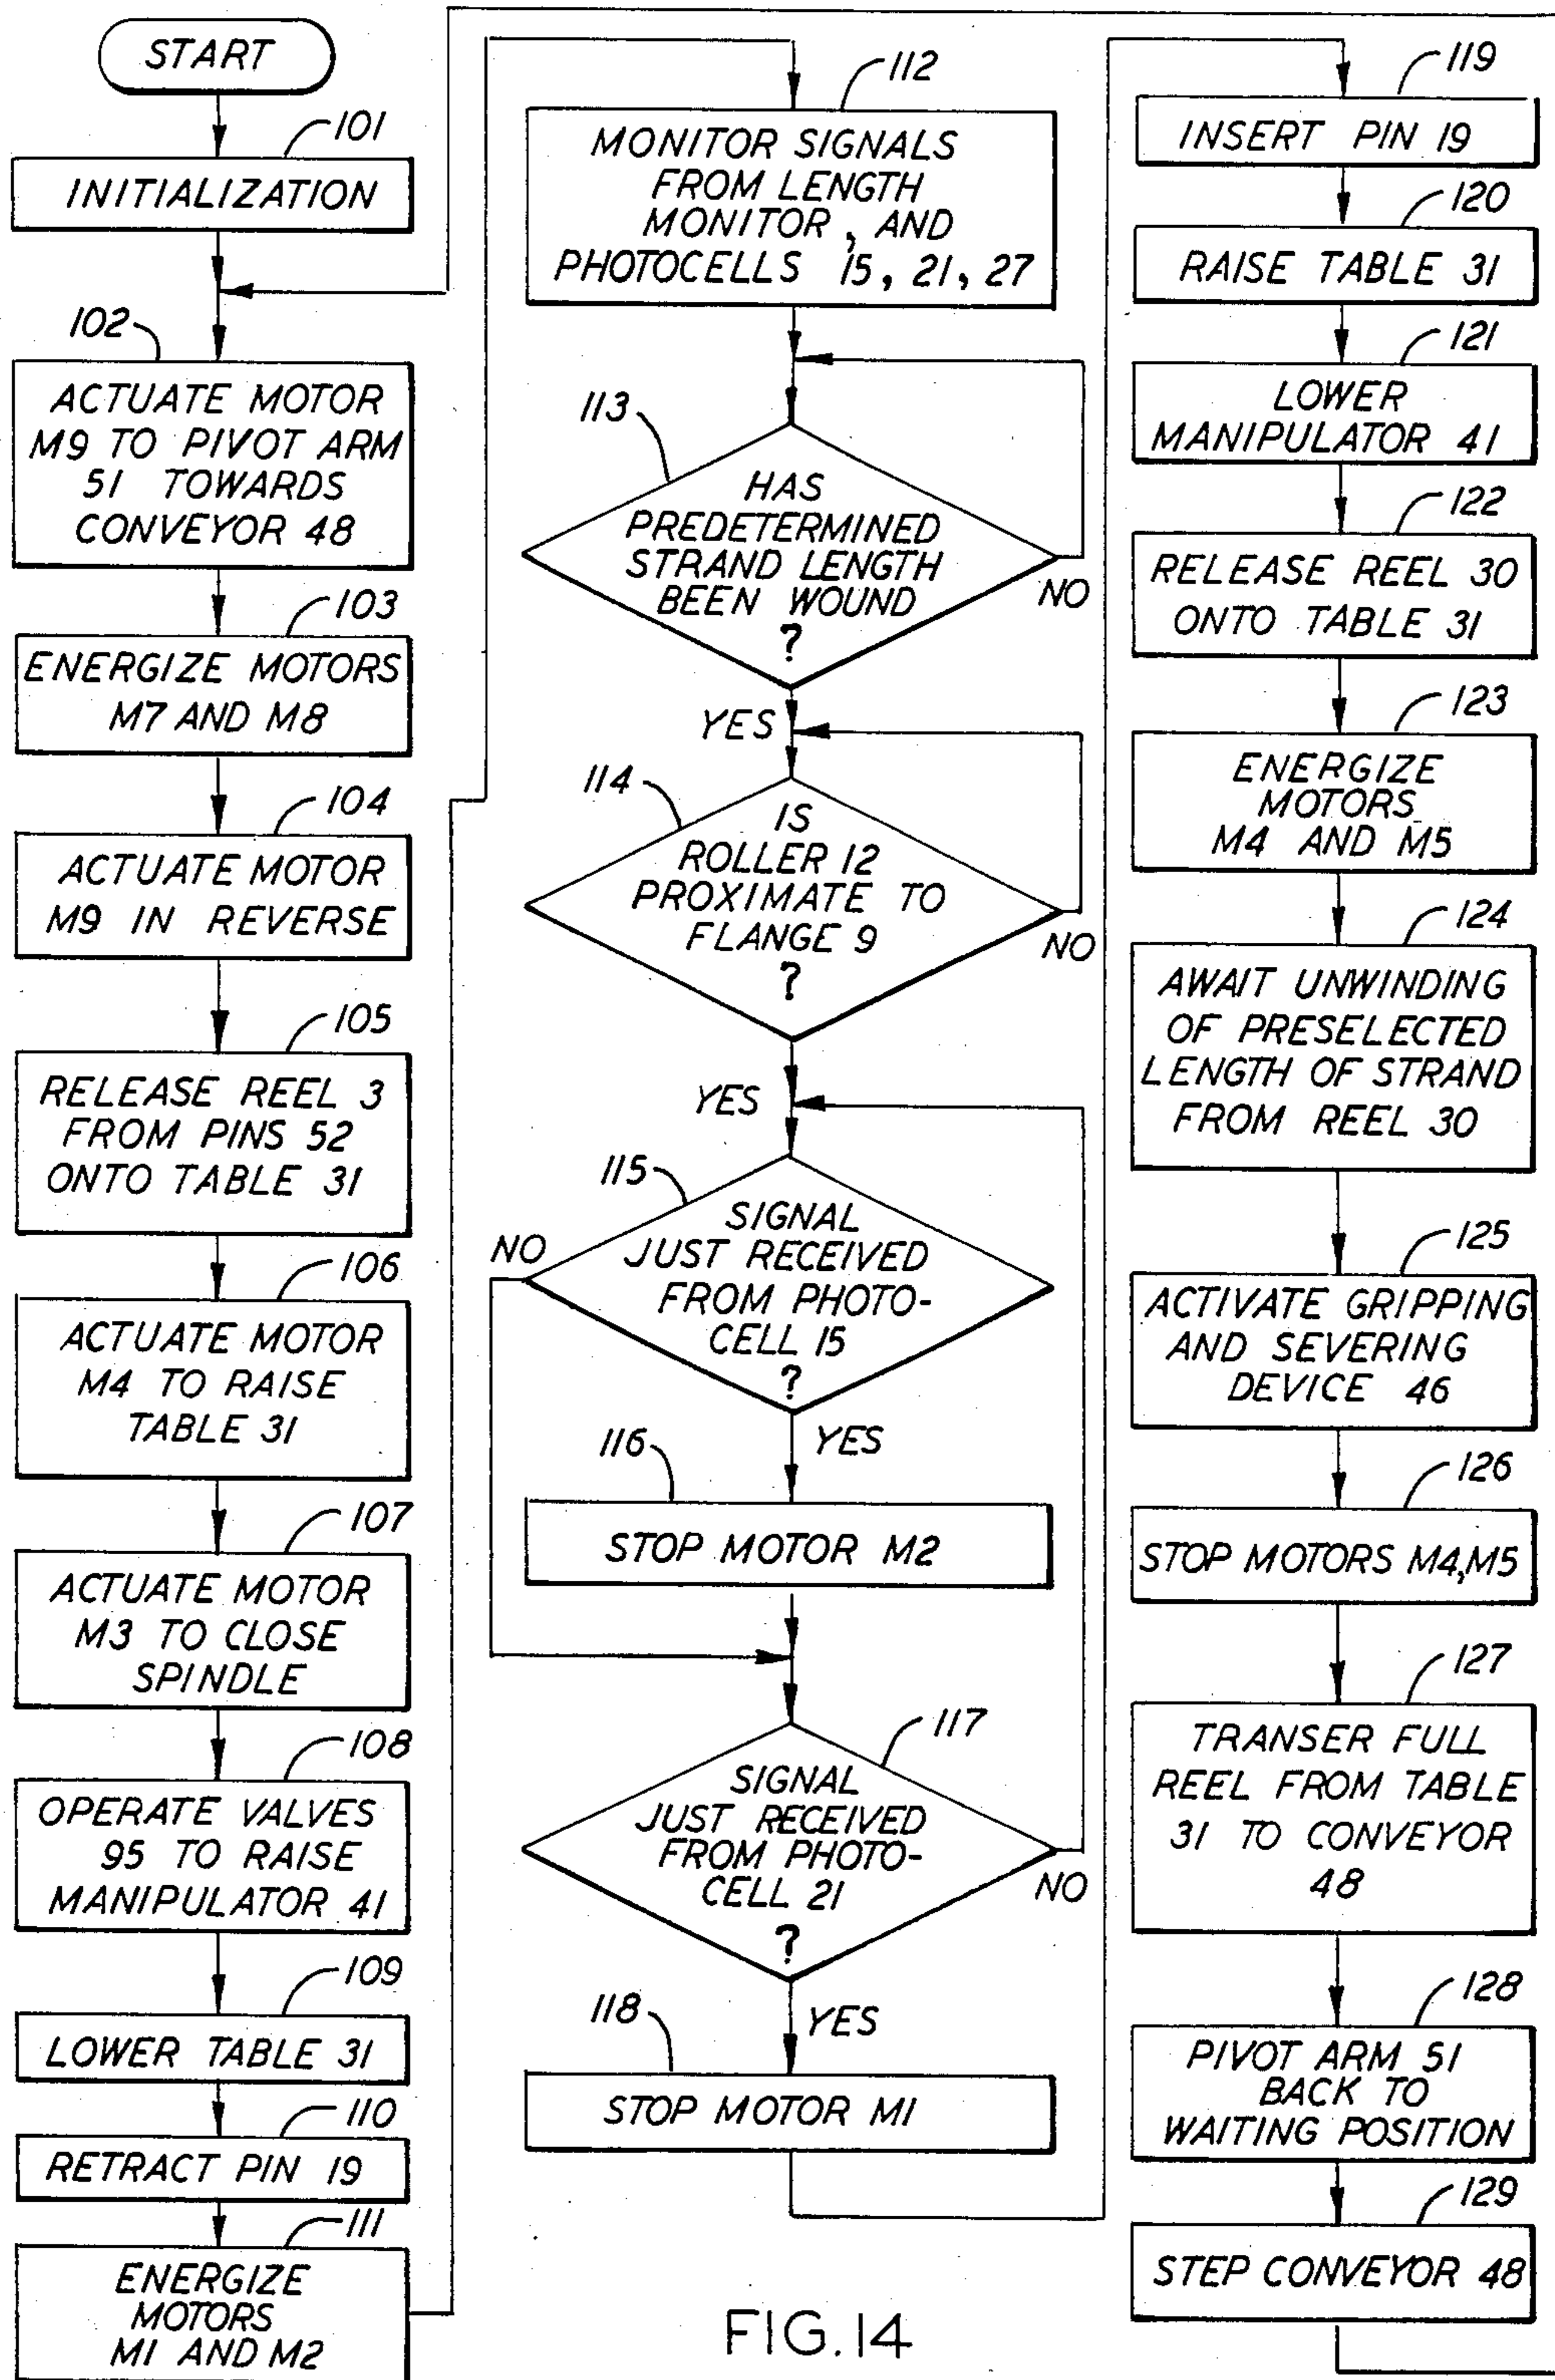 START
101
INITIALIZATION
102
ACTUATE MOTOR
M9 TO PIVOT ARM
51 TOWARDS
CONVEYOR 48
103
ENERGIZE MOTORS
M7 AND M8
104
ACTUATE MOTOR
M9 IN REVERSE
105
RELEASE REEL 3
FROM PINS 52
ONTO TABLE 31
106
ACTUATE MOTOR
M4 TO RAISE
TABLE 31
107
ACTUATE MOTOR
M3 TO CLOSE
SPINDLE
108
OPERATE VALVES
95 TO RAISE
MANIPULATOR 41
109
LOWER TABLE 31
110
RETRACT PIN 19
111
ENERGIZE
MOTORS
M1 AND M2
112
MONITOR SIGNALS
FROM LENGTH
MONITOR, AND
PHOTOCELLS 15, 21, 27
113
HAS
PREDETERMINED
STRAND LENGTH
BEEN WOUND
?
NO
YES
114
IS
ROLLER 12
PROXIMATE TO
FLANGE 9
?
NO
YES
115
SIGNAL
JUST RECEIVED
FROM PHOTO-
CELL 15
?
NO
YES
116
STOP MOTOR M2
117
SIGNAL
JUST RECEIVED
FROM PHOTO-
CELL 21
?
NO
YES
118
STOP MOTOR M1
119
INSERT PIN 19
120
RAISE TABLE 31
121
LOWER
MANIPULATOR 41
122
RELEASE REEL 30
ONTO TABLE 31
123
ENERGIZE
MOTORS
M4 AND M5
124
AWAIT UNWINDING
OF PRESELECTED
LENGTH OF STRAND
FROM REEL 30
125
ACTIVATE GRIPPING
AND SEVERING
DEVICE 46
126
STOP MOTORS M4,M5
127
TRANSER FULL
REEL FROM TABLE
31 TO CONVEYOR
48
128
PIVOT ARM 51
BACK TO
WAITING POSITION
129
STEP CONVEYOR 48
FIG.14